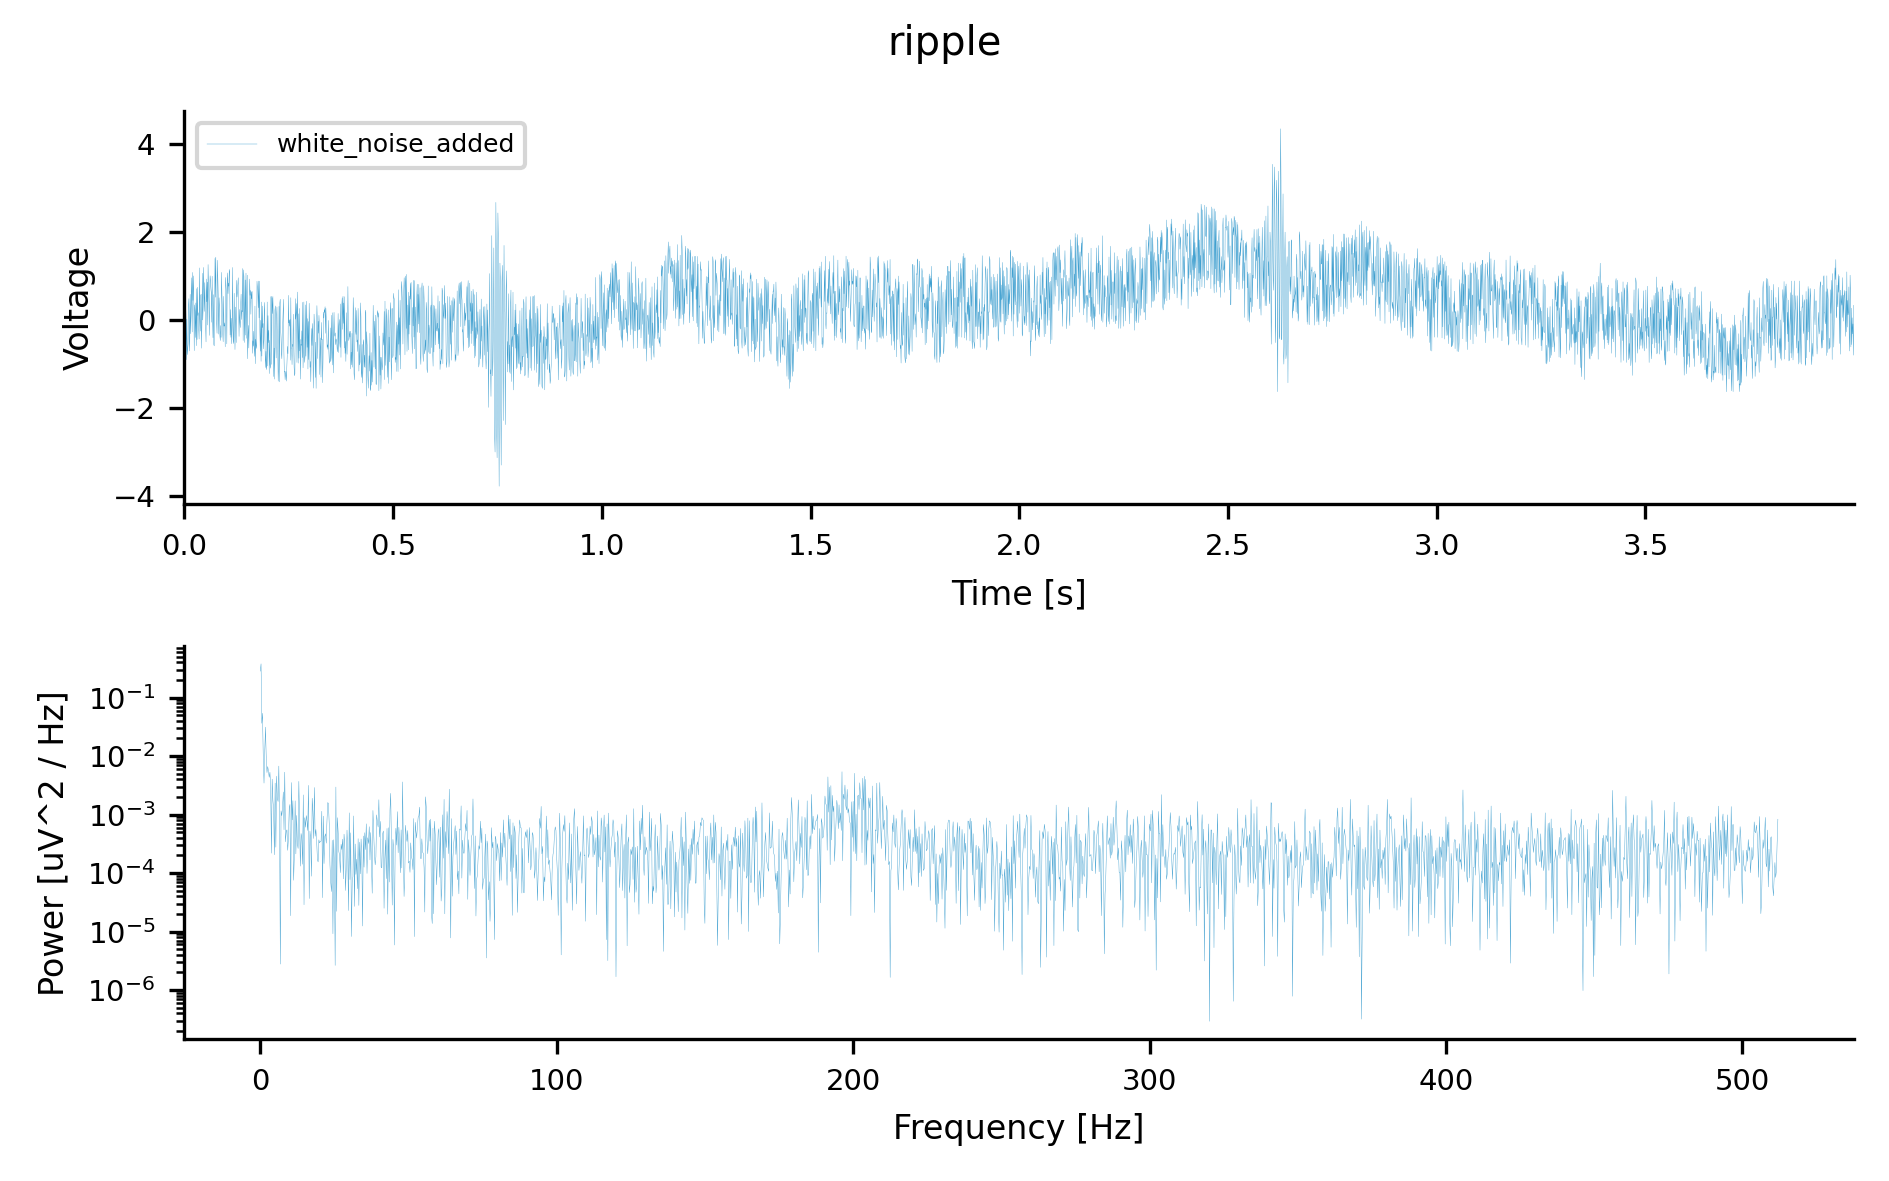 ripple
white_noise_added
Voltage
4
2
0
−2
−4
0.0 0.5 1.0 1.5 2.0 2.5 3.0 3.5
Time [s]
Power [uV^2 / Hz]
10⁻¹
10⁻²
10⁻³
10⁻⁴
10⁻⁵
10⁻⁶
0 100 200 300 400 500
Frequency [Hz]